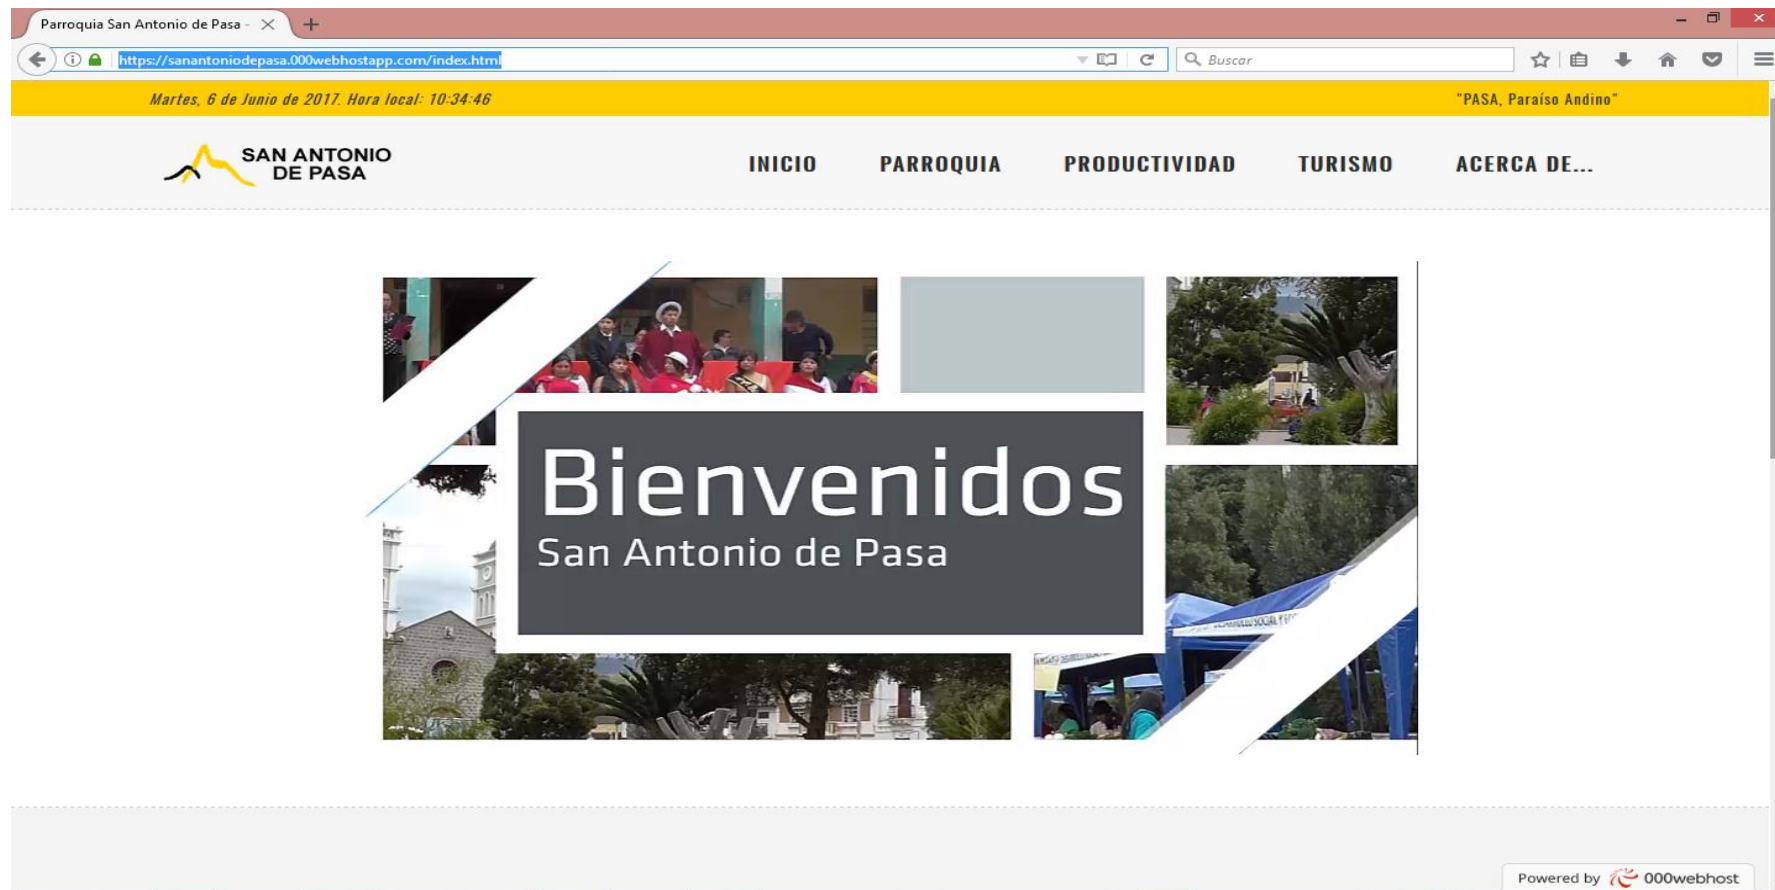 Parroquia San Antonio de Pasa -
https://sanantoniodepasa.000webhostapp.com/index.html
Buscar
Martes, 6 de Junio de 2017. Hora local: 10:34:46
"PASA, Paraíso Andino"
SAN ANTONIO
DE PASA
INICIO PARROQUIA PRODUCTIVIDAD TURISMO ACERCA DE...
Bienvenidos
San Antonio de Pasa
SOCIAL Y
Powered by 000webhost